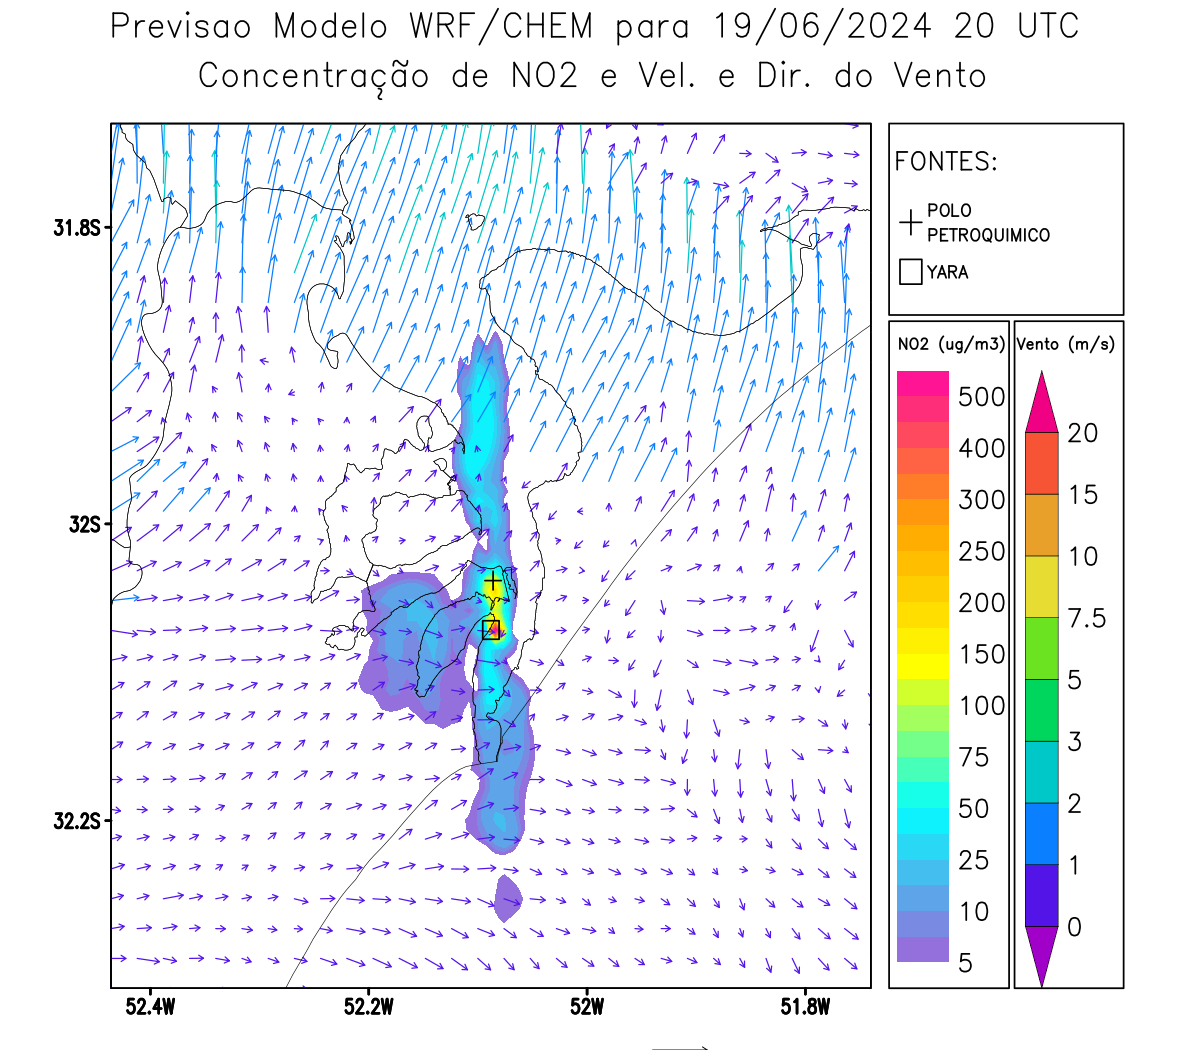 Previsao Modelo WRF/CHEM para 19/06/2024 20 UTC
Concentração de NO2 e Vel. e Dir. do Vento
FONTES:
POLO
PETROQUIMICO
YARA
NO2 (ug/m3)
500
400
300
250
200
150
100
75
50
25
10
5
Vento (m/s)
20
15
10
7.5
5
3
2
1
0
31.8S
32S
32.2S
52.4W
52.2W
52W
51.8W